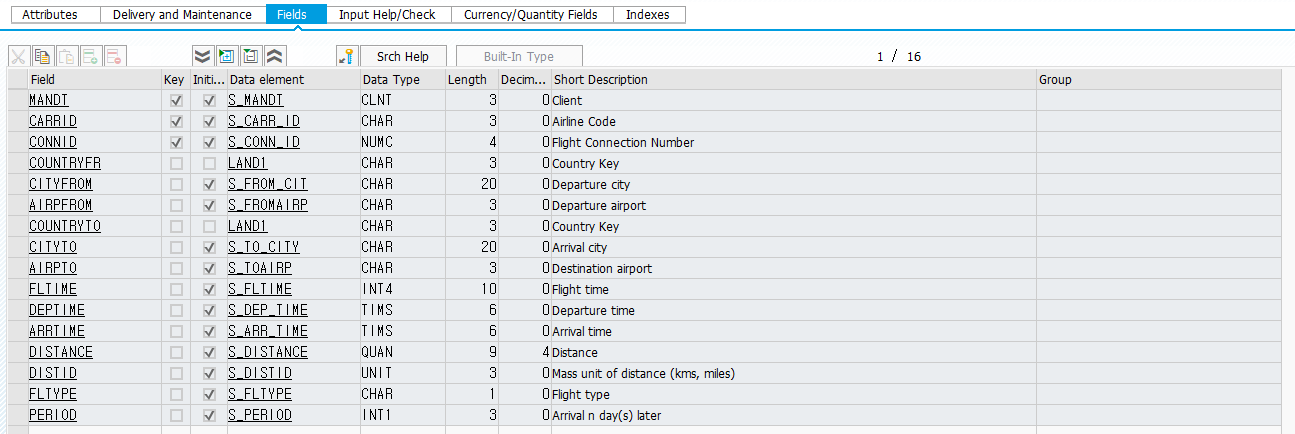 Attributes Delivery and Maintenance Fields Input Help/Check Currency/Quantity Fields Indexes
Srch Help Built-In Type 1 / 16
Field Key Initi... Data element Data Type Length Decim... Short Description Group
MANDT S_MANDT CLNT 3 0 Client
CARRID S_CARR_ID CHAR 3 0 Airline Code
CONNID S_CONN_ID NUMC 4 0 Flight Connection Number
COUNTRYFR LAND1 CHAR 3 0 Country Key
CITYFROM S_FROM_CIT CHAR 20 0 Departure city
AIRPFROM S_FROMAIRP CHAR 3 0 Departure airport
COUNTRYTO LAND1 CHAR 3 0 Country Key
CITYTO S_TO_CITY CHAR 20 0 Arrival city
AIRPTO S_TOAIRP CHAR 3 0 Destination airport
FLTIME S_FLTIME INT4 10 0 Flight time
DEPTIME S_DEP_TIME TIMS 6 0 Departure time
ARRTIME S_ARR_TIME TIMS 6 0 Arrival time
DISTANCE S_DISTANCE QUAN 9 4 Distance
DISTID S_DISTID UNIT 3 0 Mass unit of distance (kms, miles)
FLTYPE S_FLTYPE CHAR 1 0 Flight type
PERIOD S_PERIOD INT1 3 0 Arrival n day(s) later